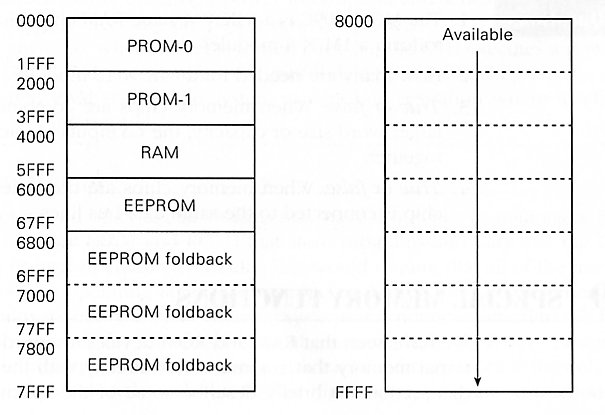 0000
PROM-0
1FFF
2000
PROM-1
3FFF
4000
RAM
5FFF
6000
EEPROM
67FF
6800
EEPROM foldback
6FFF
7000
EEPROM foldback
77FF
7800
EEPROM foldback
7FFF
8000
Available
FFFF